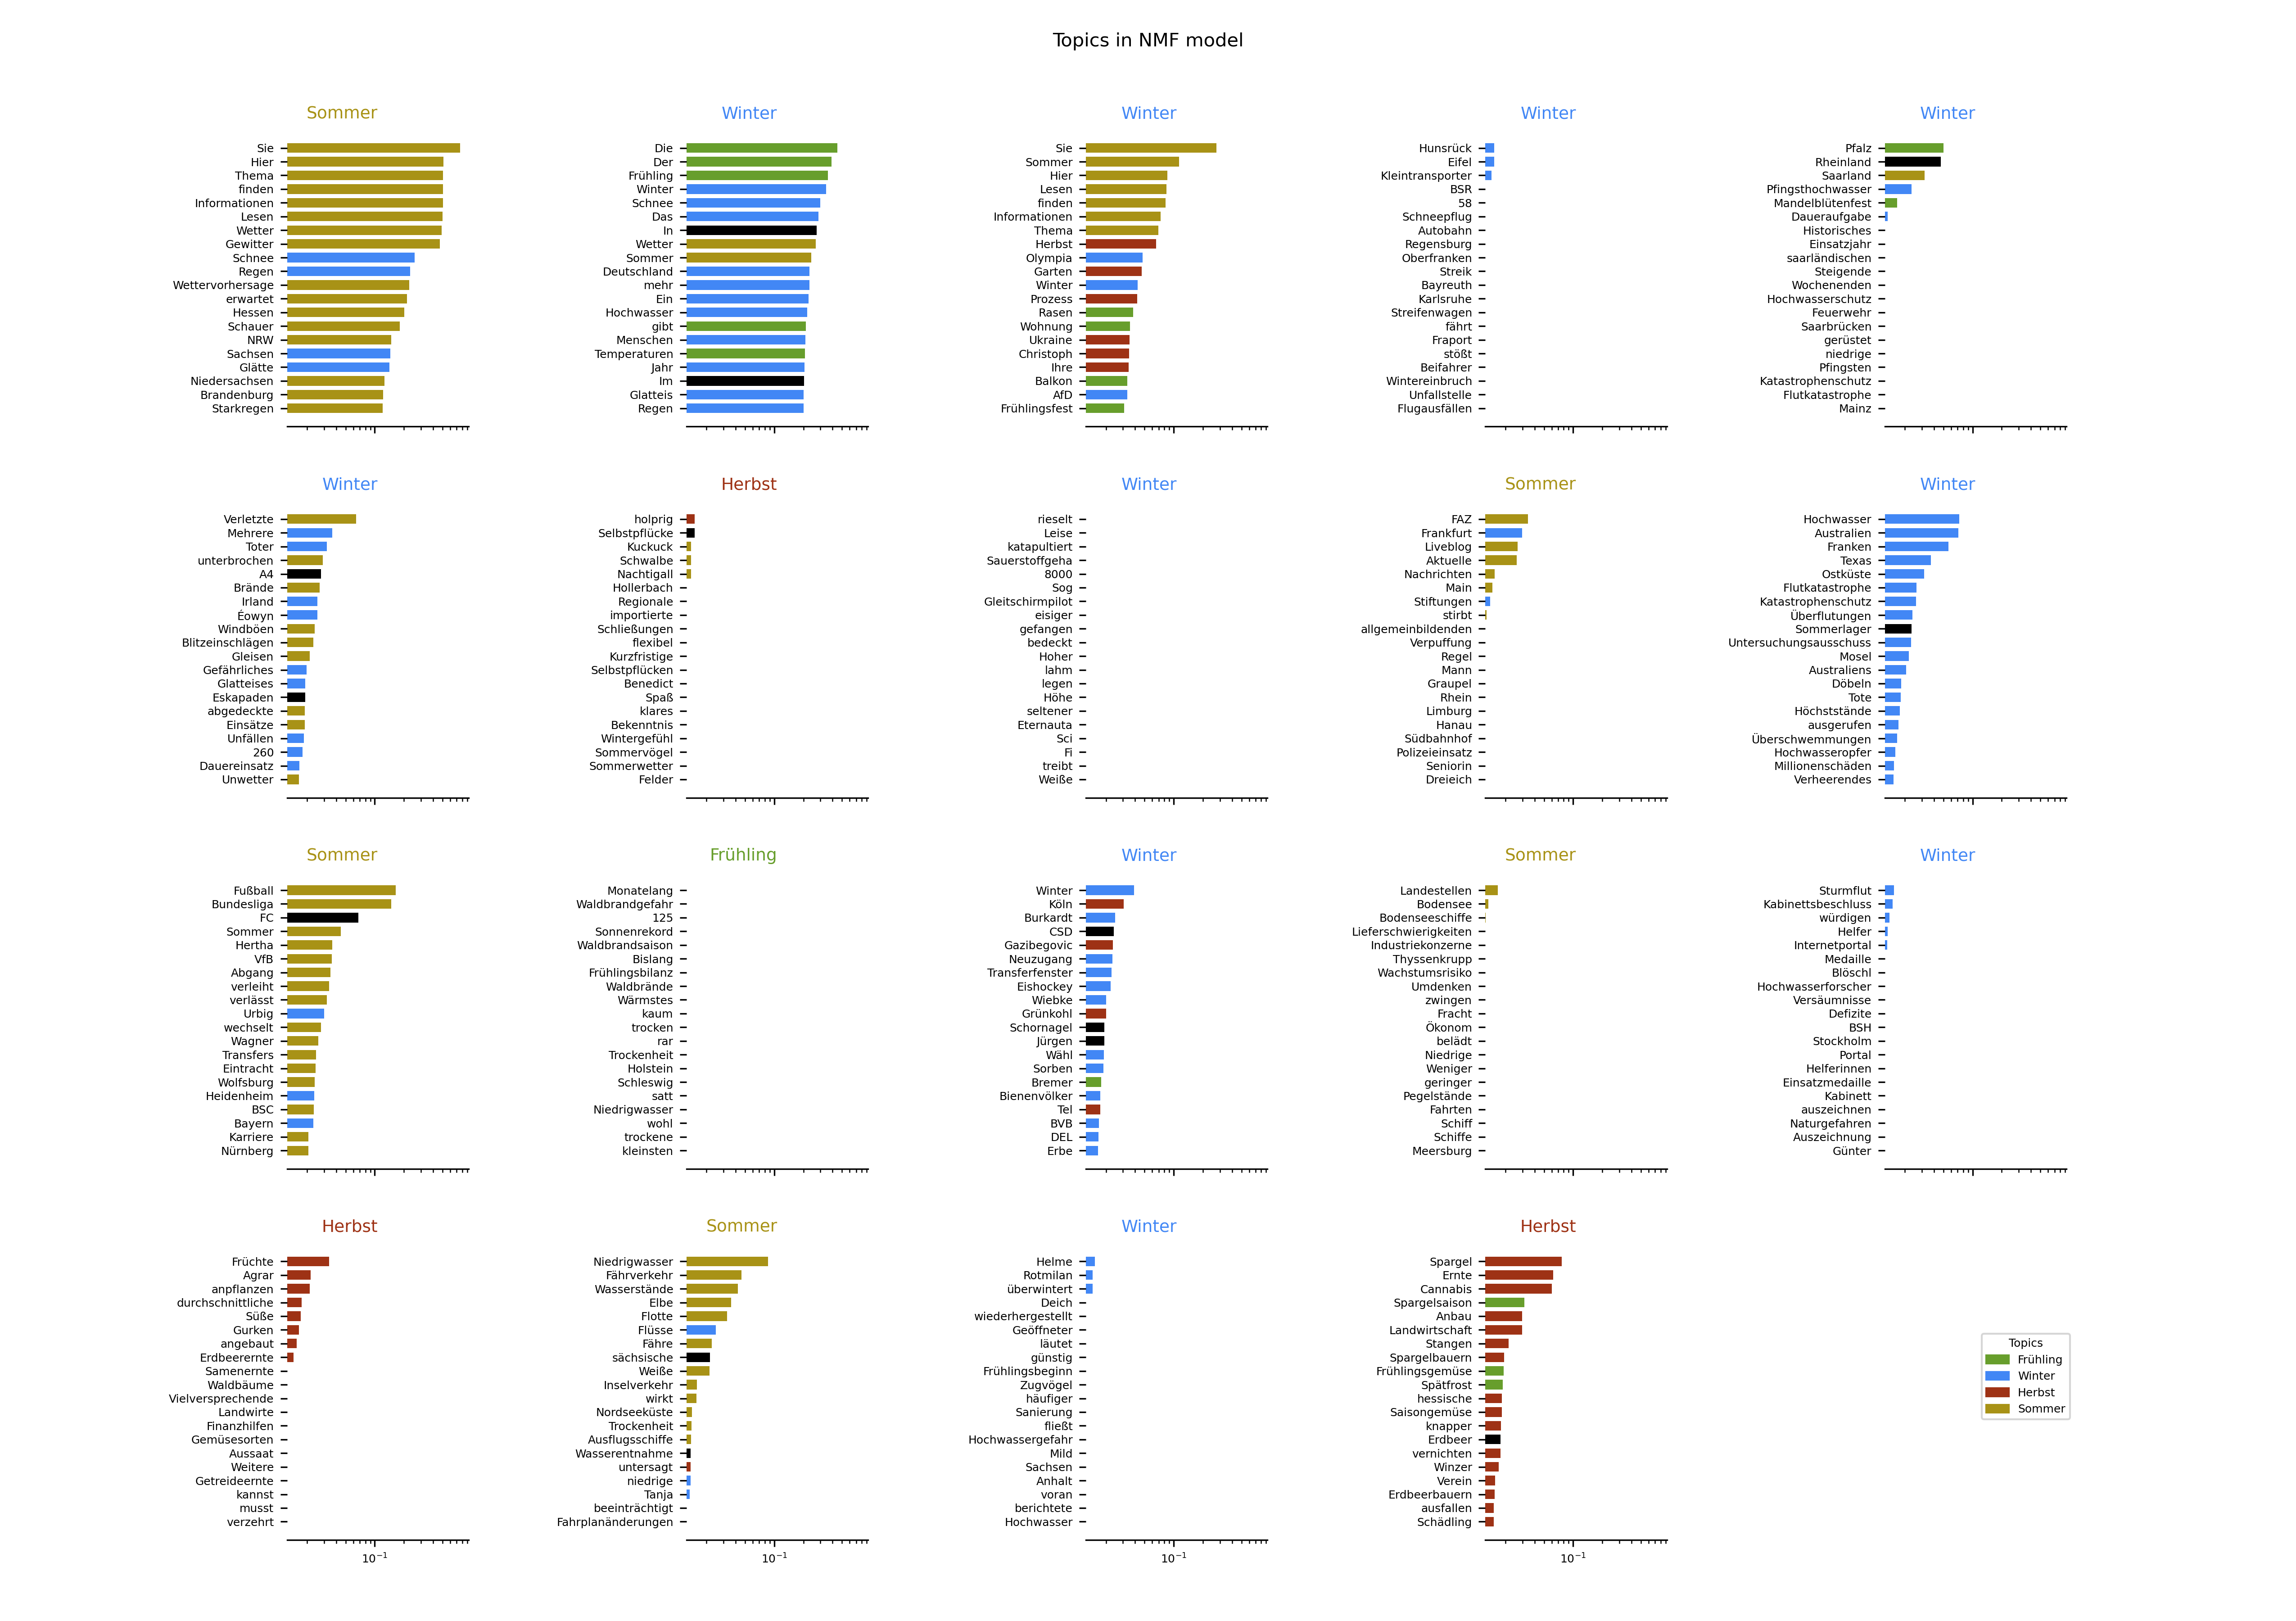 Topics in NMF model
Sommer
Sie
Hier
Thema
finden
Informationen
Lesen
Wetter
Gewitter
Schnee
Regen
Wettervorhersage
erwartet
Hessen
Schauer
NRW
Sachsen
Glätte
Niedersachsen
Brandenburg
Starkregen
Winter
Die
Der
Frühling
Winter
Schnee
Das
In
Wetter
Sommer
Deutschland
mehr
Ein
Hochwasser
gibt
Menschen
Temperaturen
Jahr
Im
Glatteis
Regen
Winter
Sie
Sommer
Hier
Lesen
finden
Informationen
Thema
Herbst
Olympia
Garten
Winter
Prozess
Rasen
Wohnung
Ukraine
Christoph
Ihre
Balkon
AfD
Frühlingsfest
Winter
Hunsrück
Eifel
Kleintransporter
BSR
58
Schneepflug
Autobahn
Regensburg
Oberfranken
Streik
Bayreuth
Karlsruhe
Streifenwagen
fährt
Fraport
stößt
Beifahrer
Wintereinbruch
Unfallstelle
Flugausfällen
Winter
Pfalz
Rheinland
Saarland
Pfingsthochwasser
Mandelblütenfest
Daueraufgabe
Historisches
Einsatzjahr
saarländischen
Steigende
Wochenenden
Hochwasserschutz
Feuerwehr
Saarbrücken
gerüstet
niedrige
Pfingsten
Katastrophenschutz
Flutkatastrophe
Mainz
Winter
Verletzte
Mehrere
Toter
unterbrochen
A4
Brände
Irland
Éowyn
Windböen
Blitzeinschlägen
Gleisen
Gefährliches
Glatteises
Eskapaden
abgedeckte
Einsätze
Unfällen
260
Dauereinsatz
Unwetter
Herbst
holprig
Selbstpflücke
Kuckuck
Schwalbe
Nachtigall
Hollerbach
Regionale
importierte
Schließungen
flexibel
Kurzfristige
Selbstpflücken
Benedict
Spaß
klares
Bekenntnis
Wintergefühl
Sommervögel
Sommerwetter
Felder
Winter
rieselt
Leise
katapultiert
Sauerstoffgeha
8000
Sog
Gleitschirmpilot
eisiger
gefangen
bedeckt
Hoher
lahm
legen
Höhe
seltener
Eternauta
Sci
Fi
treibt
Weiße
Sommer
FAZ
Frankfurt
Liveblog
Aktuelle
Nachrichten
Main
Stiftungen
stirbt
allgemeinbildenden
Verpuffung
Regel
Mann
Graupel
Rhein
Limburg
Hanau
Südbahnhof
Polizeieinsatz
Seniorin
Dreieich
Winter
Hochwasser
Australien
Franken
Texas
Ostküste
Flutkatastrophe
Katastrophenschutz
Überflutungen
Sommerlager
Untersuchungsausschuss
Mosel
Australiens
Döbeln
Tote
Höchststände
ausgerufen
Überschwemmungen
Hochwasseropfer
Millionenschäden
Verheerendes
Sommer
Fußball
Bundesliga
FC
Sommer
Hertha
VfB
Abgang
verleiht
verlässt
Urbig
wechselt
Wagner
Transfers
Eintracht
Wolfsburg
Heidenheim
BSC
Bayern
Karriere
Nürnberg
Frühling
Monatelang
Waldbrandgefahr
125
Sonnenrekord
Waldbrandsaison
Bislang
Frühlingsbilanz
Waldbrände
Wärmstes
kaum
trocken
rar
Trockenheit
Holstein
Schleswig
satt
Niedrigwasser
wohl
trockene
kleinsten
Winter
Winter
Köln
Burkardt
CSD
Gazibegovic
Neuzugang
Transferfenster
Eishockey
Wiebke
Grünkohl
Schornagel
Jürgen
Wähl
Sorben
Bremer
Bienenvölker
Tel
BVB
DEL
Erbe
Sommer
Landestellen
Bodensee
Bodenseeschiffe
Lieferschwierigkeiten
Industriekonzerne
Thyssenkrupp
Wachstumsrisiko
Umdenken
zwingen
Fracht
Ökonom
belädt
Niedrige
Weniger
geringer
Pegelstände
Fahrten
Schiff
Schiffe
Meersburg
Winter
Sturmflut
Kabinettsbeschluss
würdigen
Helfer
Internetportal
Medaille
Blöschl
Hochwasserforscher
Versäumnisse
Defizite
BSH
Stockholm
Portal
Helferinnen
Einsatzmedaille
Kabinett
auszeichnen
Naturgefahren
Auszeichnung
Günter
Herbst
Früchte
Agrar
anpflanzen
durchschnittliche
Süße
Gurken
angebaut
Erdbeerernte
Samenernte
Waldbäume
Vielversprechende
Landwirte
Finanzhilfen
Gemüsesorten
Aussaat
Weitere
Getreideernte
kannst
musst
verzehrt
10⁻¹
Sommer
Niedrigwasser
Fährverkehr
Wasserstände
Elbe
Flotte
Flüsse
Fähre
sächsische
Weiße
Inselverkehr
wirkt
Nordseeküste
Trockenheit
Ausflugsschiffe
Wasserentnahme
untersagt
niedrige
Tanja
beeinträchtigt
Fahrplanänderungen
10⁻¹
Winter
Helme
Rotmilan
überwintert
Deich
wiederhergestellt
Geöffneter
läutet
günstig
Frühlingsbeginn
Zugvögel
häufiger
Sanierung
fließt
Hochwassergefahr
Mild
Sachsen
Anhalt
voran
berichtete
Hochwasser
10⁻¹
Herbst
Spargel
Ernte
Cannabis
Spargelsaison
Anbau
Landwirtschaft
Stangen
Spargelbauern
Frühlingsgemüse
Spätfrost
hessische
Saisongemüse
knapper
Erdbeer
vernichten
Winzer
Verein
Erdbeerbauern
ausfallen
Schädling
10⁻¹
Topics
Frühling
Winter
Herbst
Sommer